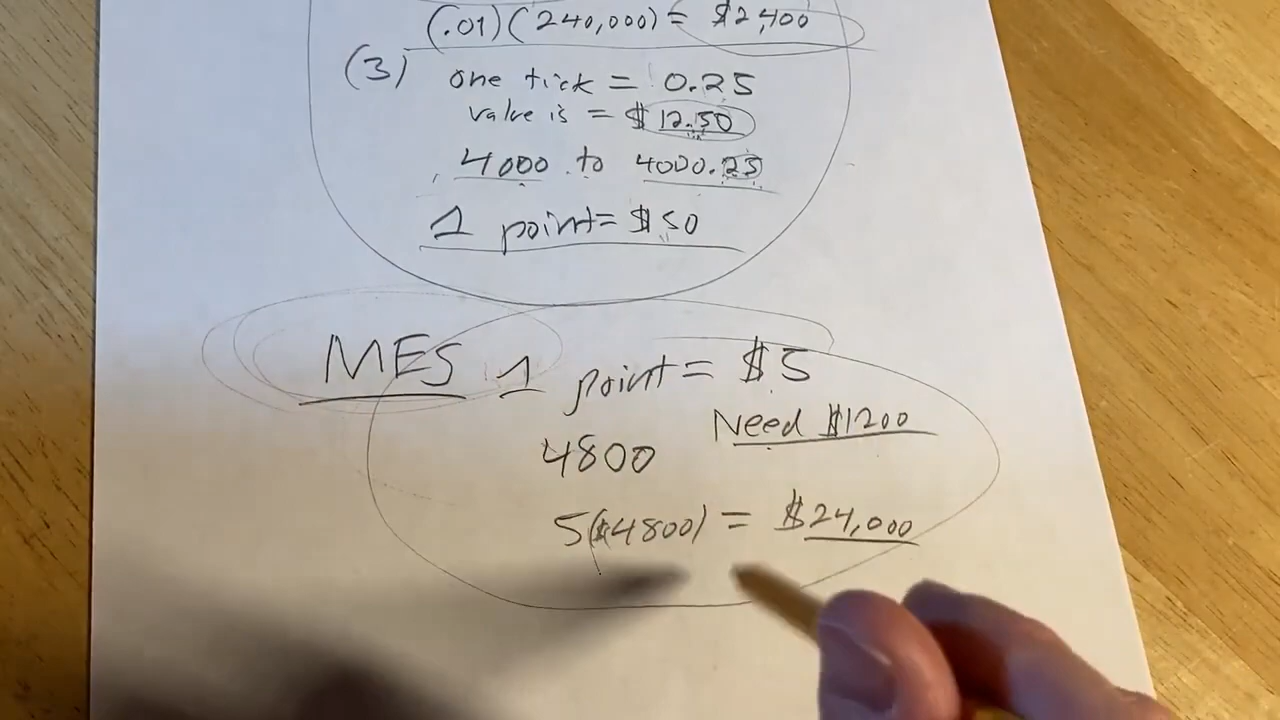 (.01)(240,000) = $2,400
(3) one tick = 0.25
value is = $12.50
4000 to 4000.25
1 point = $50
MES 1 point = $5
Need $1200
4800
5($4800) = $24,000